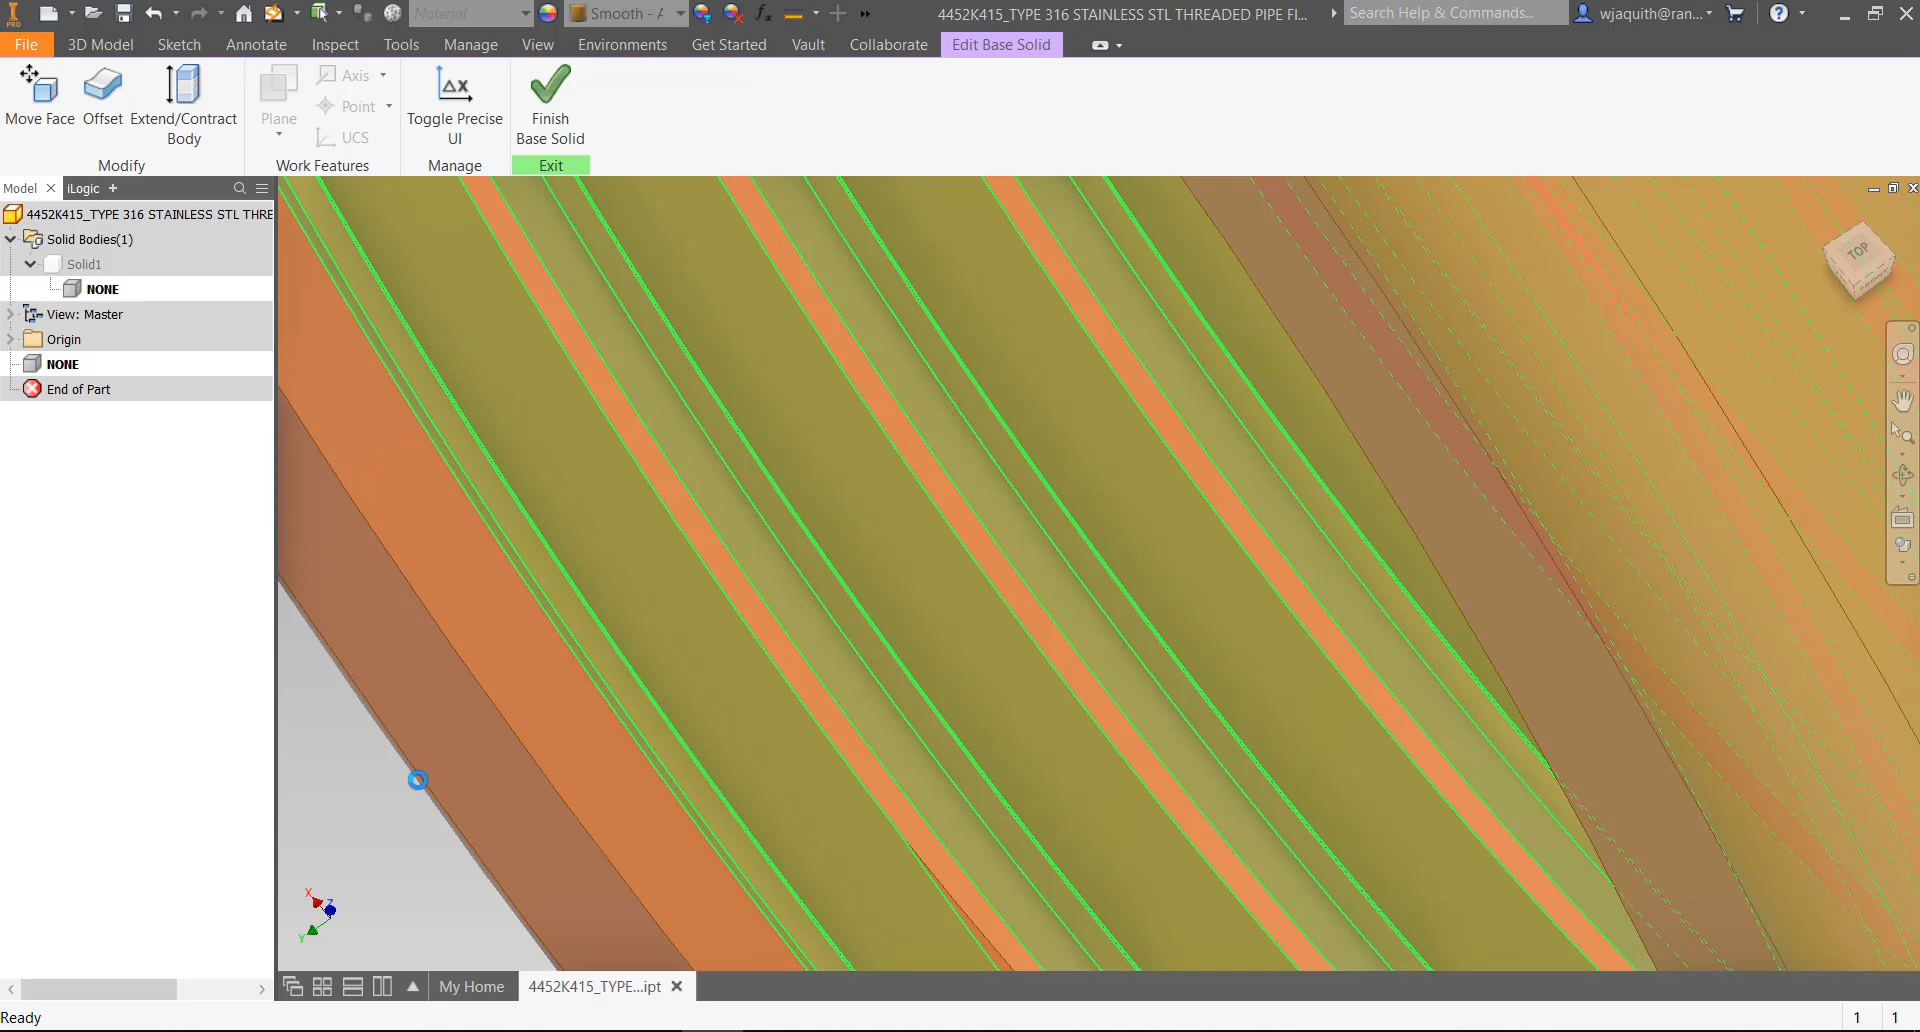 PRO
Material
Smooth - A
fx
4452K415_TYPE 316 STAINLESS STL THREADED PIPE FI...
Search Help & Commands...
wjaquith@ran...
File
3D Model
Sketch
Annotate
Inspect
Tools
Manage
View
Environments
Get Started
Vault
Collaborate
Edit Base Solid
Move Face
Offset
Extend/Contract
Body
Modify
Plane
Axis
Point
UCS
Work Features
ΔX
Toggle Precise
UI
Manage
Finish
Base Solid
Exit
Model
iLogic
4452K415_TYPE 316 STAINLESS STL THRE
Solid Bodies(1)
Solid1
NONE
View: Master
Origin
NONE
End of Part
TOP
X
Z
Y
My Home
4452K415_TYPE...ipt
Ready
1
1